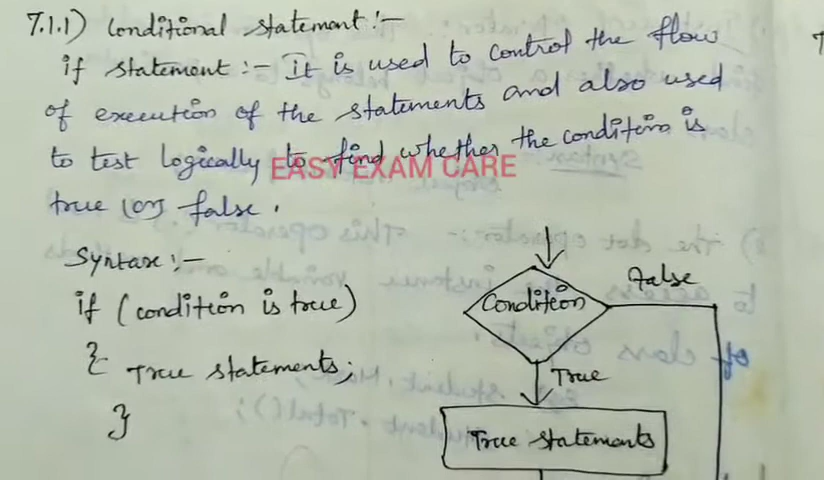 7.1.1) Conditional statement :-
if statement :- It is used to control the flow
of execution of the statements and also used
to test logically to find whether the condition is
true (or) false.
EASY EXAM CARE
Syntax :-
if (condition is true)
{ True statements;
}
Condition
False
True
True statements